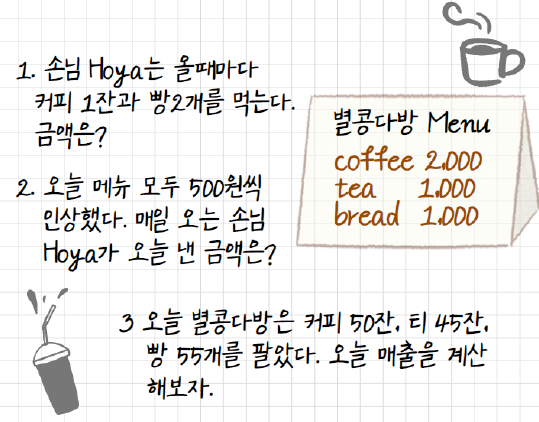 1. 손님 Hoya는 올때마다
커피 1잔과 빵2개를 먹는다.
금액은?
별콩다방 Menu
coffee 2,000
tea 1,000
bread 1,000
2. 오늘 메뉴 모두 500원씩
인상했다. 매일 오는 손님
Hoya가 오늘 낸 금액은?
3 오늘 별콩다방은 커피 50잔, 티 45잔,
빵 55개를 팔았다. 오늘 매출을 계산
해보자.